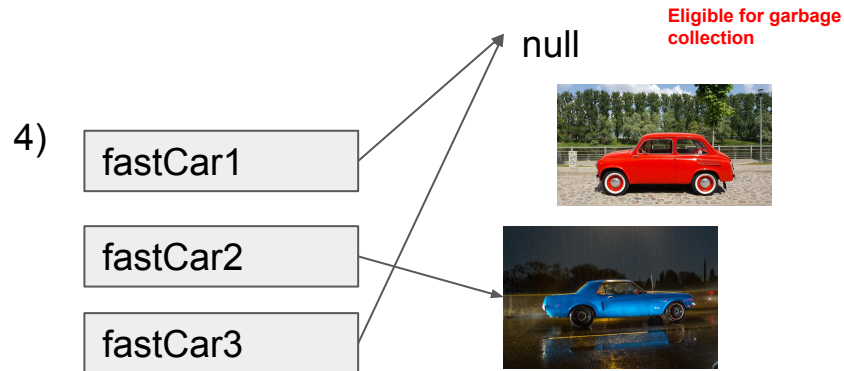 Eligible for garbage
collection
null
4)
fastCar1
fastCar2
fastCar3